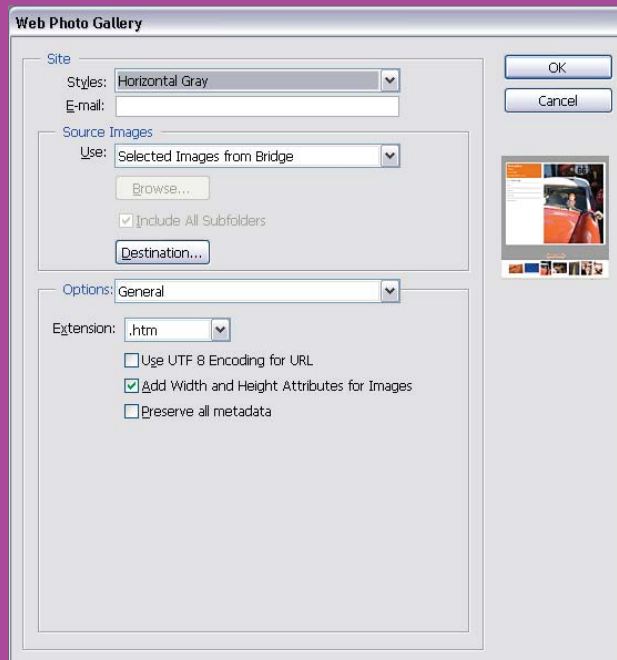 Web Photo Gallery
Site
Styles: Horizontal Gray
E-mail:
Source Images
Use: Selected Images from Bridge
Browse...
Include All Subfolders
Destination...
Options: General
Extension: .htm
Use UTF 8 Encoding for URL
Add Width and Height Attributes for Images
Preserve all metadata
OK
Cancel